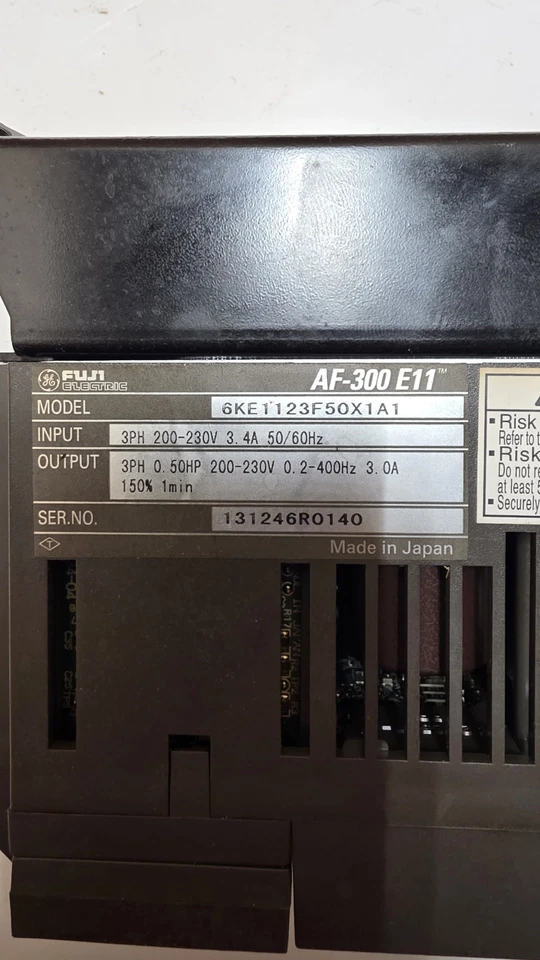 GE FUJI
ELECTRIC
AF-300 E11™
MODEL 6KE1123F50X1A1
INPUT 3PH 200-230V 3.4A 50/60Hz
OUTPUT 3PH 0.50HP 200-230V 0.2-400Hz 3.0A
150% 1min
SER.NO. 131246R0140
T
Made in Japan
▪ Risk
Refer to
▪ Risk
Do not
at least
▪ Securely